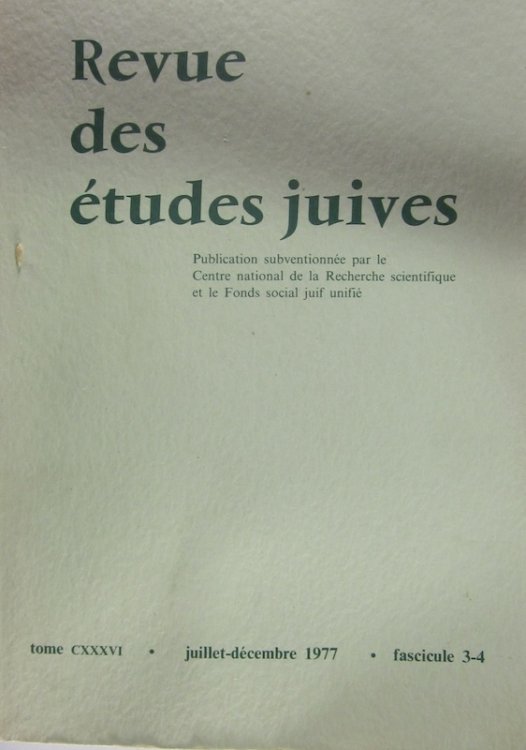 Revue
des
études juives
Publication subventionnée par le
Centre national de la Recherche scientifique
et le Fonds social juif unifié
tome CXXXVI • juillet-décembre 1977 • fascicule 3-4